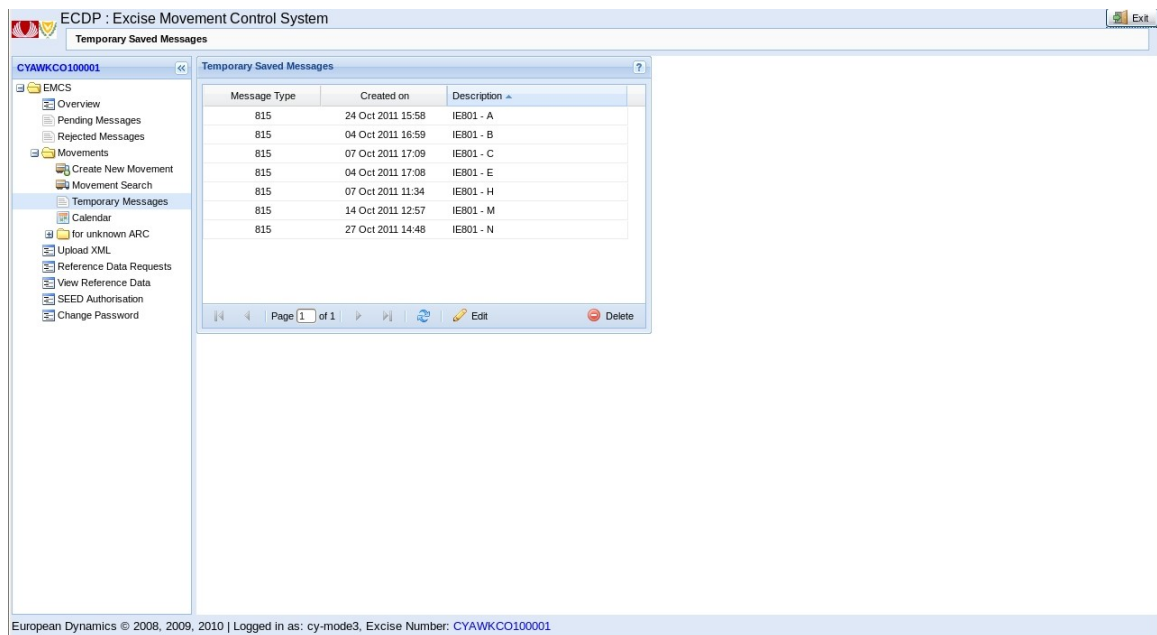 ECDP : Excise Movement Control System
Exit
Temporary Saved Messages
CYAWKCO100001
EMCS
Overview
Pending Messages
Rejected Messages
Movements
Create New Movement
Movement Search
Temporary Messages
Calendar
for unknown ARC
Upload XML
Reference Data Requests
View Reference Data
SEED Authorisation
Change Password
Temporary Saved Messages
Message Type Created on Description
815 24 Oct 2011 15:58 IE801 - A
815 04 Oct 2011 16:59 IE801 - B
815 07 Oct 2011 17:09 IE801 - C
815 04 Oct 2011 17:08 IE801 - E
815 07 Oct 2011 11:34 IE801 - H
815 14 Oct 2011 12:57 IE801 - M
815 27 Oct 2011 14:48 IE801 - N
Page 1 of 1 Edit Delete
European Dynamics © 2008, 2009, 2010 | Logged in as: cy-mode3, Excise Number: CYAWKCO100001